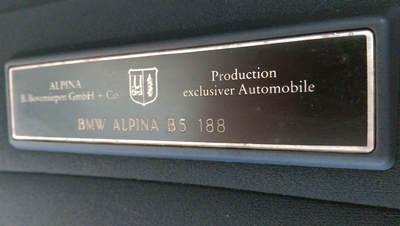 ALPINA
B. Bovensiepen GmbH + Co
Production
exclusiver Automobile
BMW ALPINA B5 188